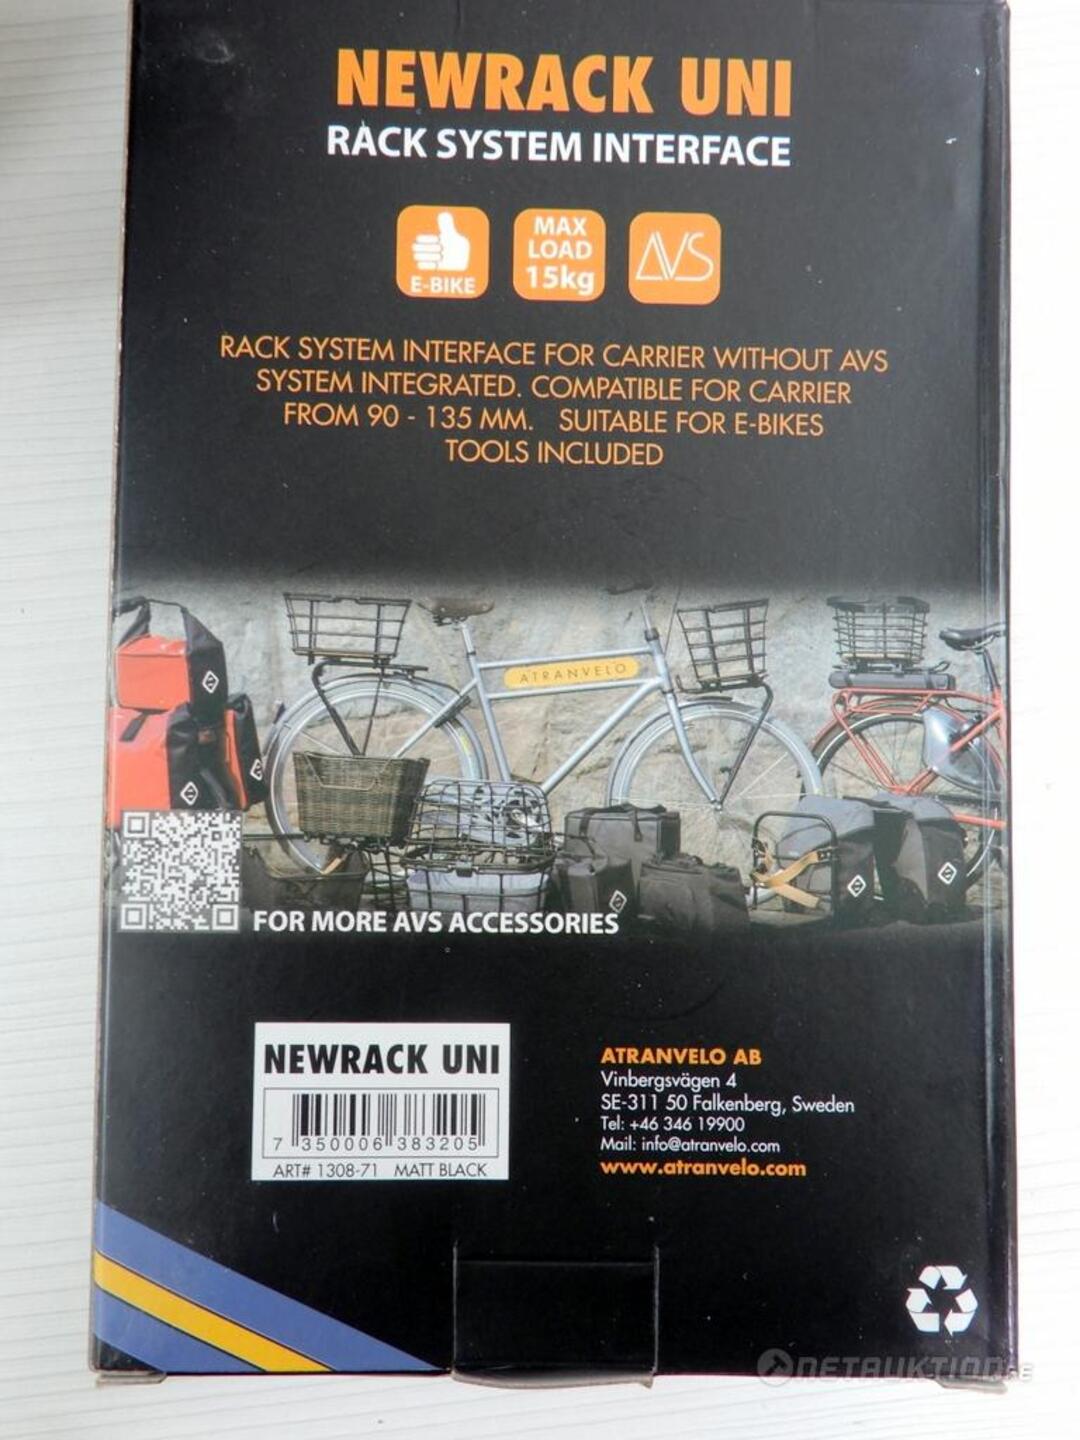 NEWRACK UNI
RACK SYSTEM INTERFACE
E-BIKE
MAX
LOAD
15kg
AVS
RACK SYSTEM INTERFACE FOR CARRIER WITHOUT AVS
SYSTEM INTEGRATED. COMPATIBLE FOR CARRIER
FROM 90 - 135 MM. SUITABLE FOR E-BIKES
TOOLS INCLUDED
ATRANVELO
FOR MORE AVS ACCESSORIES
NEWRACK UNI
7 350006 383205
ART# 1308-71 MATT BLACK
ATRANVELO AB
Vinbergsvägen 4
SE-311 50 Falkenberg, Sweden
Tel: +46 346 19900
Mail: info@atranvelo.com
www.atranvelo.com
NETAUKTION.SE